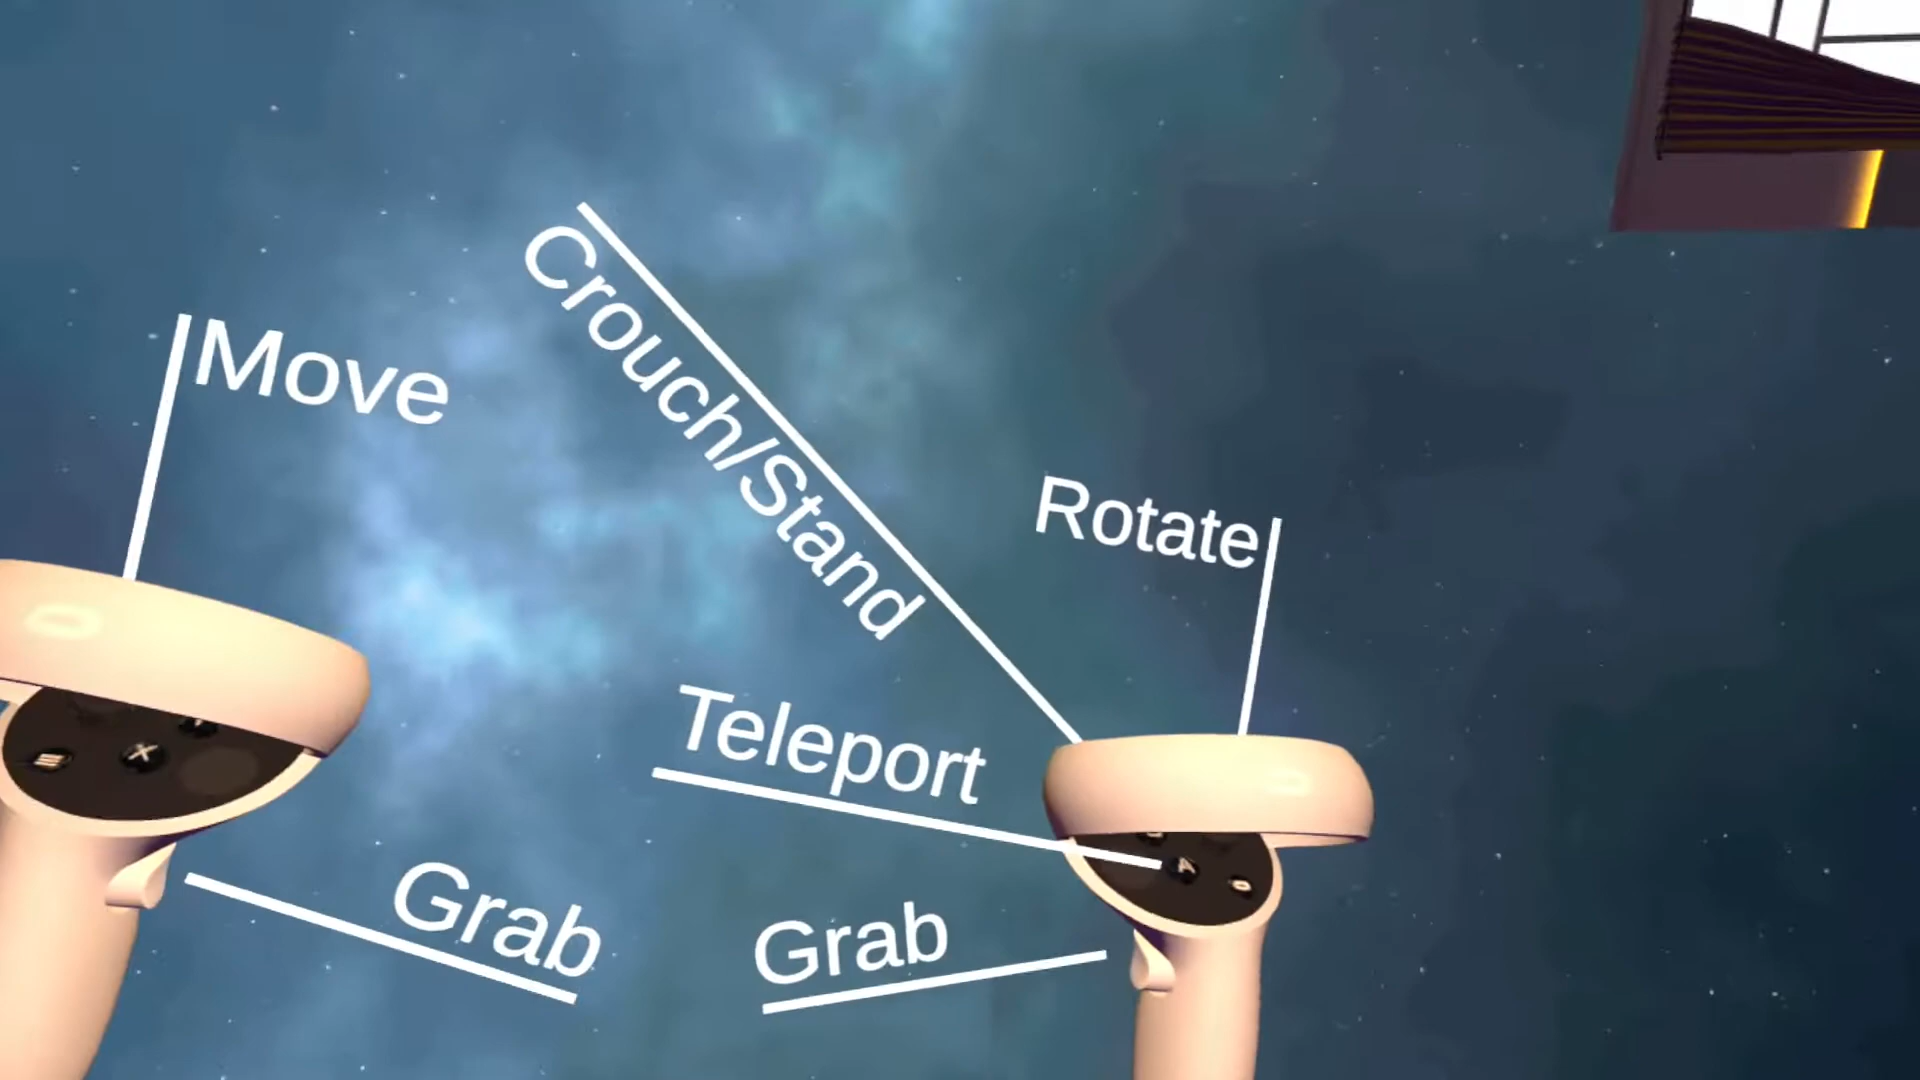 Move
Crouch/Stand
Rotate
Teleport
Grab
Grab
X
A